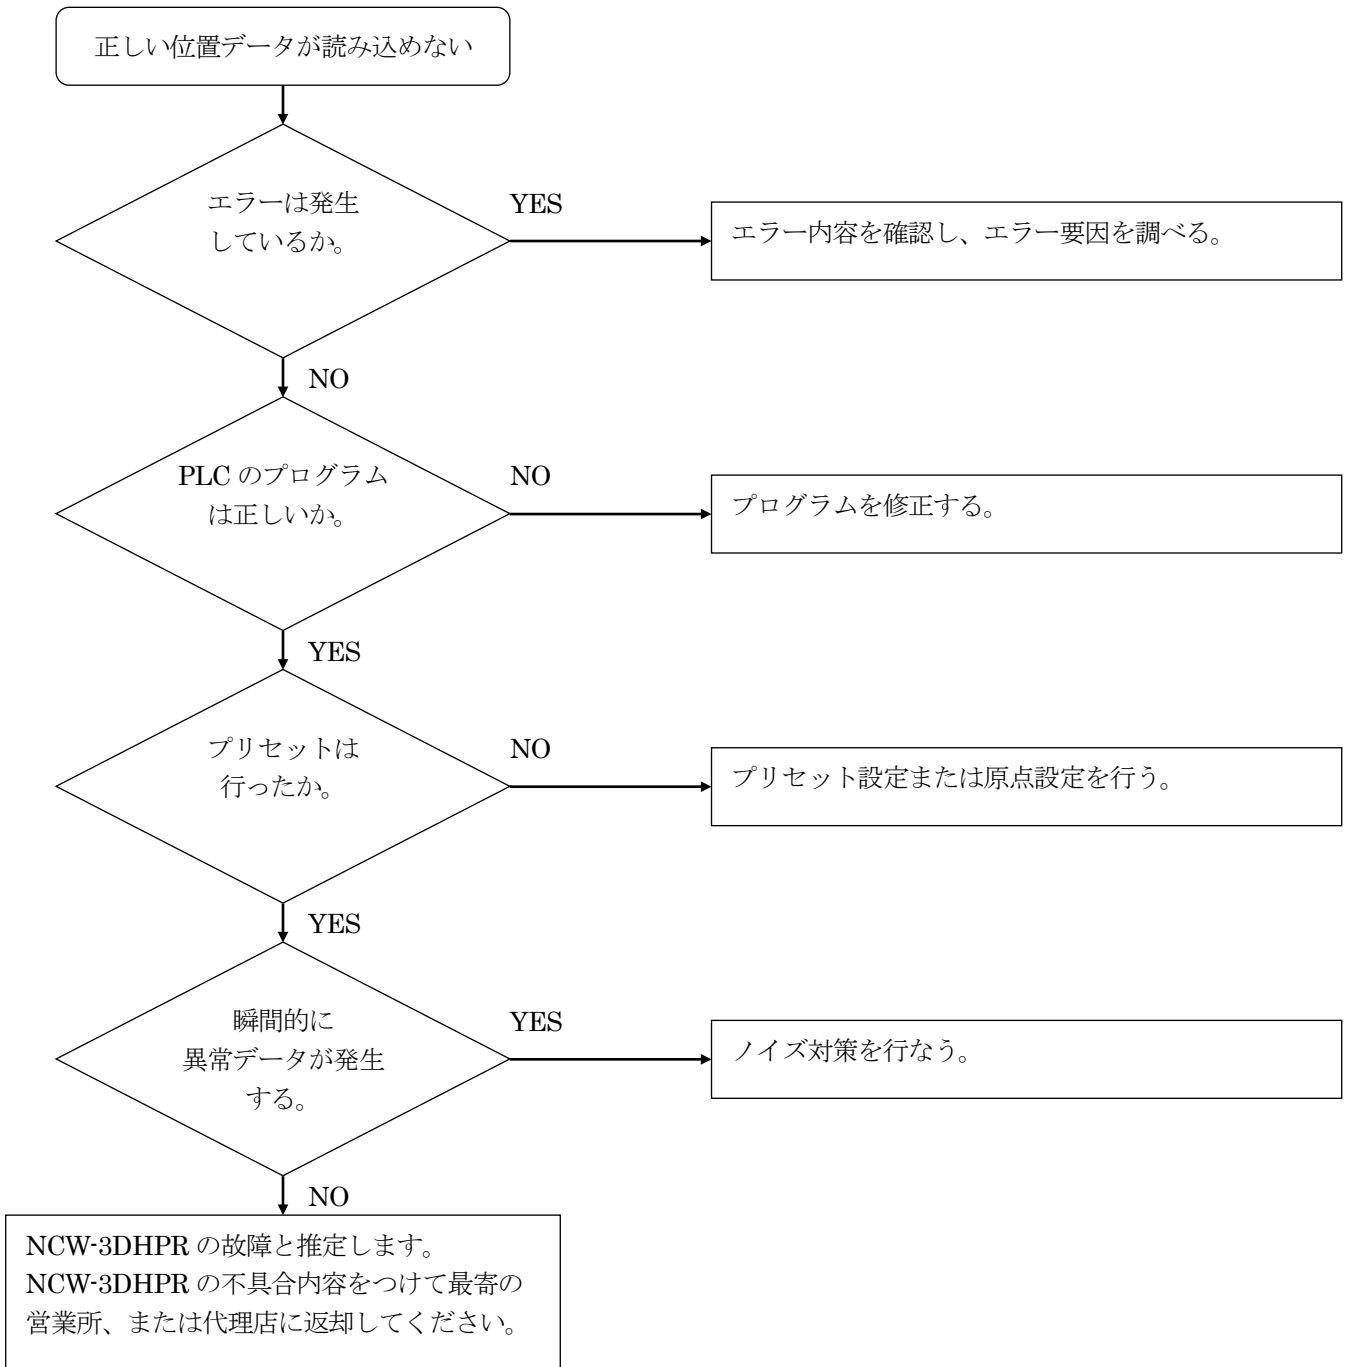 正しい位置データが読み込めない
エラーは発生
しているか。
YES
エラー内容を確認し、エラー要因を調べる。
NO
PLC のプログラム
は正しいか。
NO
プログラムを修正する。
YES
プリセットは
行ったか。
NO
プリセット設定または原点設定を行う。
YES
瞬間的に
異常データが発生
する。
YES
ノイズ対策を行なう。
NO
NCW-3DHPR の故障と推定します。
NCW-3DHPR の不具合内容をつけて最寄の
営業所、または代理店に返却してください。